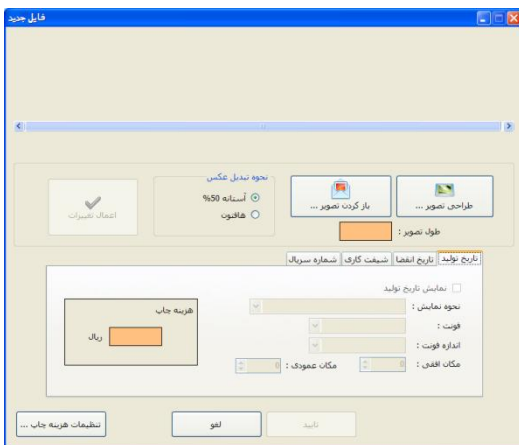 فایل جدید
طراحی تصویر ...
باز کردن تصویر ...
نحوه تبدیل عکس
آستانه 50%
هافتون
اعمال تغییرات
طول تصویر :
تاریخ تولید
تاریخ انقضا
شیفت کاری
شماره سریال
نمایش تاریخ تولید
نحوه نمایش :
فونت :
اندازه فونت :
مکان افقی : 0
مکان عمودی : 0
هزینه چاپ
ریال
تایید
لغو
تنظیمات هزینه چاپ ...